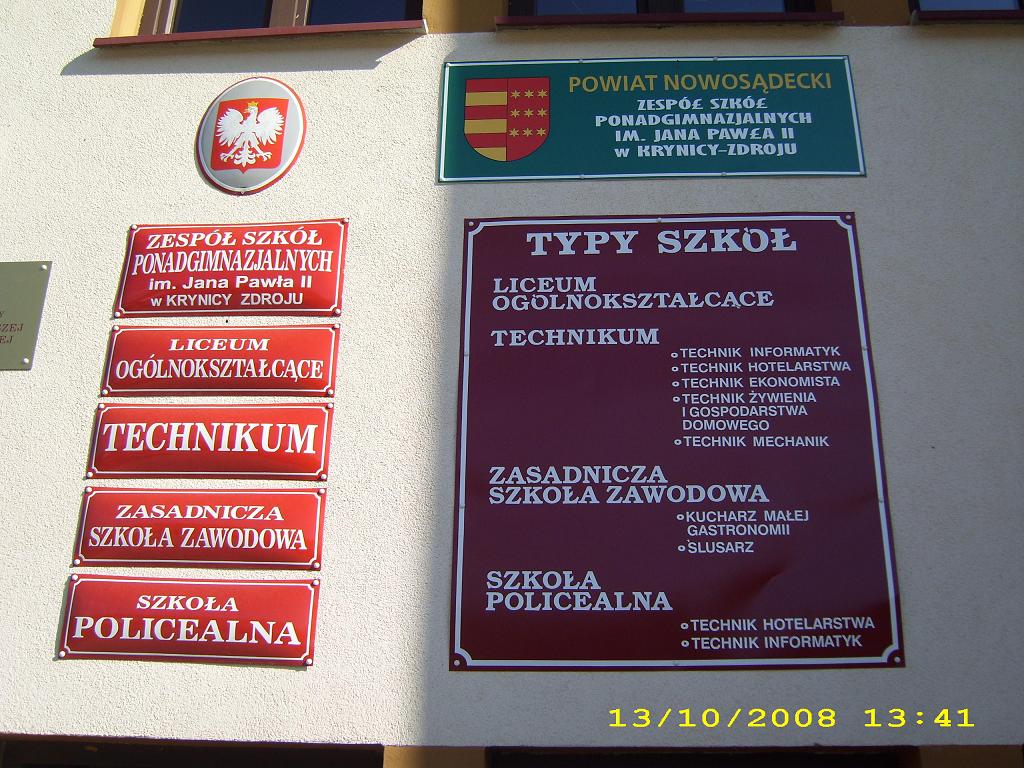 POWIAT NOWOSĄDECKI
ZESPÓŁ SZKÓŁ
PONADGIMNAZJALNYCH
IM. JANA PAWŁA II
w KRYNICY-ZDROJU
ZESPÓŁ SZKÓŁ
PONADGIMNAZJALNYCH
im. Jana Pawła II
w KRYNICY ZDROJU
LICEUM
OGÓLNOKSZTAŁCĄCE
TECHNIKUM
ZASADNICZA
SZKOŁA ZAWODOWA
SZKOŁA
POLICEALNA
TYPY SZKÓŁ
LICEUM
OGÓLNOKSZTAŁCĄCE
TECHNIKUM
TECHNIK INFORMATYK
TECHNIK HOTELARSTWA
TECHNIK EKONOMISTA
TECHNIK ŻYWIENIA
I GOSPODARSTWA
DOMOWEGO
TECHNIK MECHANIK
ZASADNICZA
SZKOŁA ZAWODOWA
KUCHARZ MAŁEJ
GASTRONOMII
ŚLUSARZ
SZKOŁA
POLICEALNA
TECHNIK HOTELARSTWA
TECHNIK INFORMATYK
13/10/2008 13:41